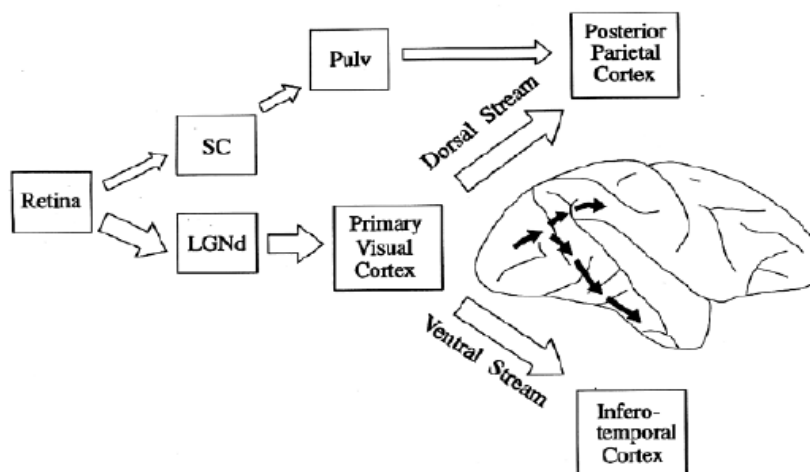 Retina
SC
LGNd
Pulv
Primary
Visual
Cortex
Dorsal Stream
Ventral Stream
Posterior
Parietal
Cortex
Infero-
temporal
Cortex